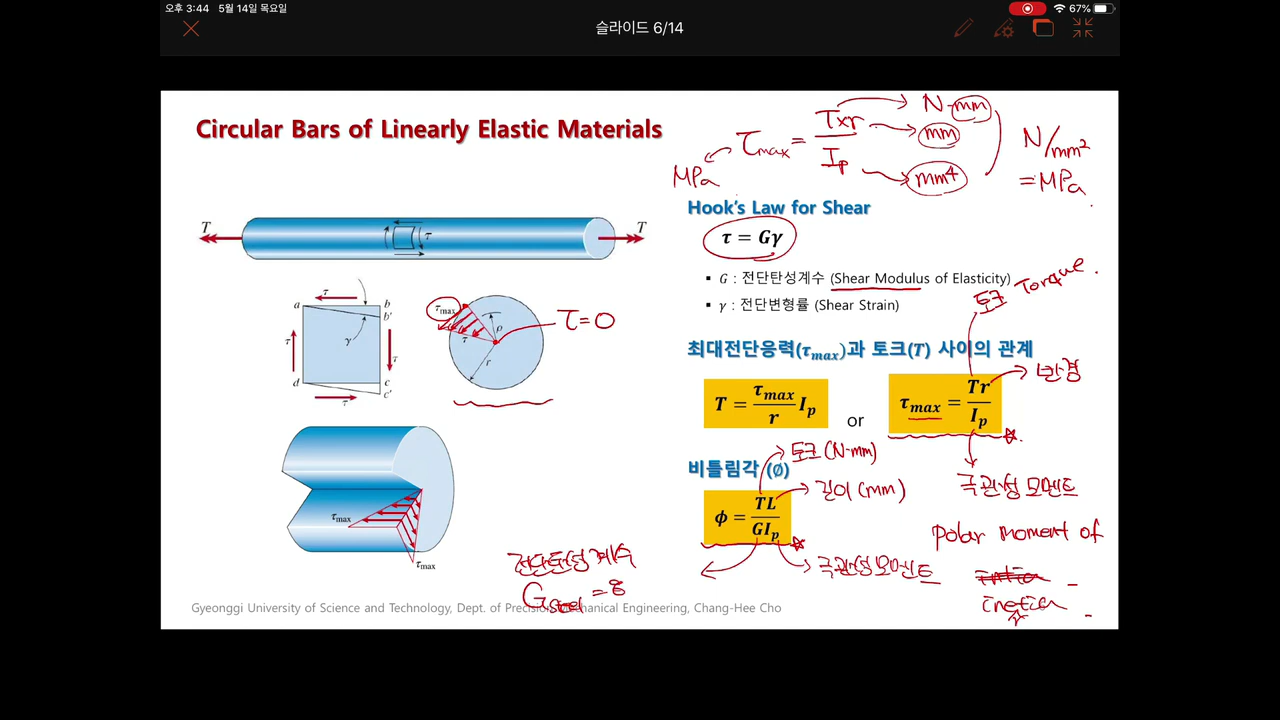 오후 3:44 5월 14일 목요일
67%
슬라이드 6/14
Circular Bars of Linearly Elastic Materials
τmax = Txr / Ip
N-mm
mm
mm⁴
N/mm²
= MPa
MPa
T
τ
T
Hook's Law for Shear
τ = Gγ
▪ G : 전단탄성계수 (Shear Modulus of Elasticity)
▪ γ : 전단변형률 (Shear Strain)
토크 Torque
a
τ
b
b'
γ
τ
τ
d
c
c'
τ
τmax
ρ
τ
r
τ=0
최대전단응력(τmax)과 토크(T) 사이의 관계
반경
T = τmax / r Ip
or
τmax = Tr / Ip
극관성모멘트
polar moment of
inetia
비틀림각 (∅)
토크 (N-mm)
길이 (mm)
ϕ = TL / GIp
극관성모멘트
τmax
τmax
전단탄성계수
Gsteel = 8
Gyeonggi University of Science and Technology, Dept. of Precision Mechanical Engineering, Chang-Hee Cho